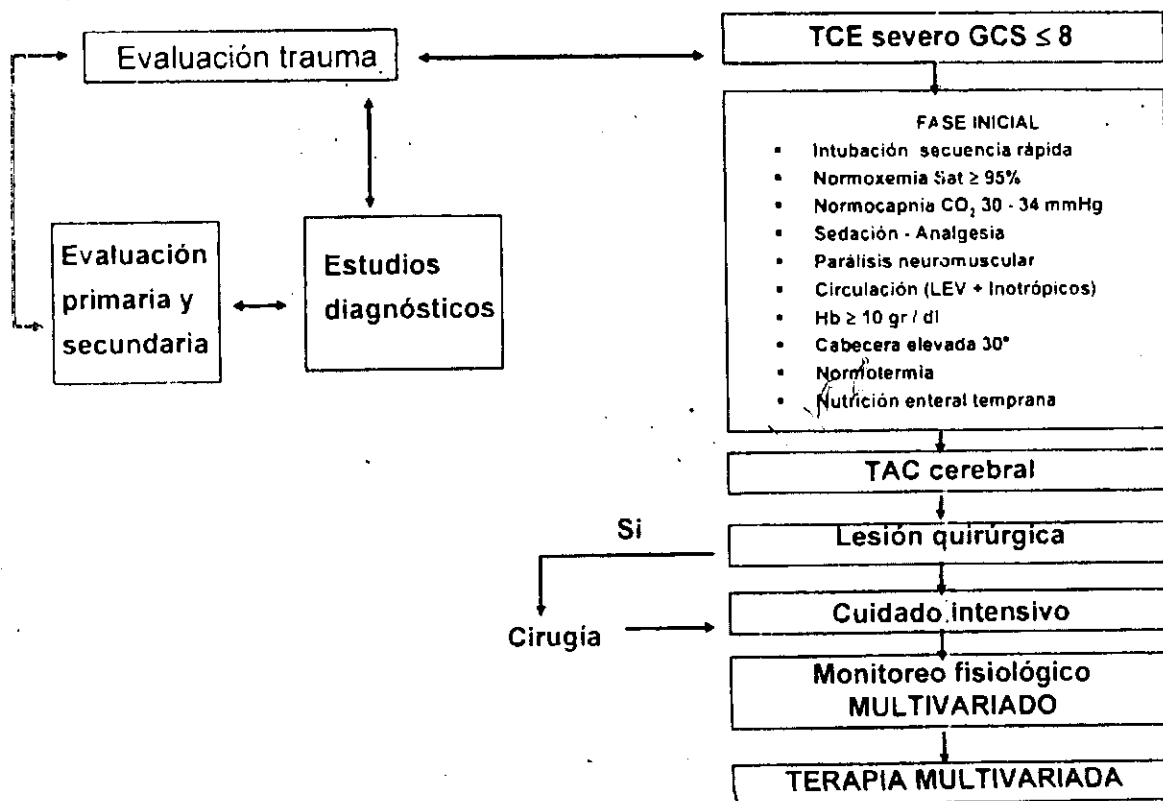 Evaluación trauma
TCE severo GCS ≤ 8
FASE INICIAL
▪ Intubación secuencia rápida
▪ Normoxemia Sat ≥ 95%
▪ Normocapnia CO₂ 30 - 34 mmHg
▪ Sedación - Analgesia
▪ Parálisis neuromuscular
▪ Circulación (LEV + Inotrópicos)
▪ Hb ≥ 10 gr / dl
▪ Cabecera elevada 30°
▪ Normotermia
▪ Nutrición enteral temprana
Evaluación
primaria y
secundaria
Estudios
diagnósticos
TAC cerebral
Si
Lesión quirúrgica
Cirugía
Cuidado intensivo
Monitoreo fisiológico
MULTIVARIADO
TERAPIA MULTIVARIADA